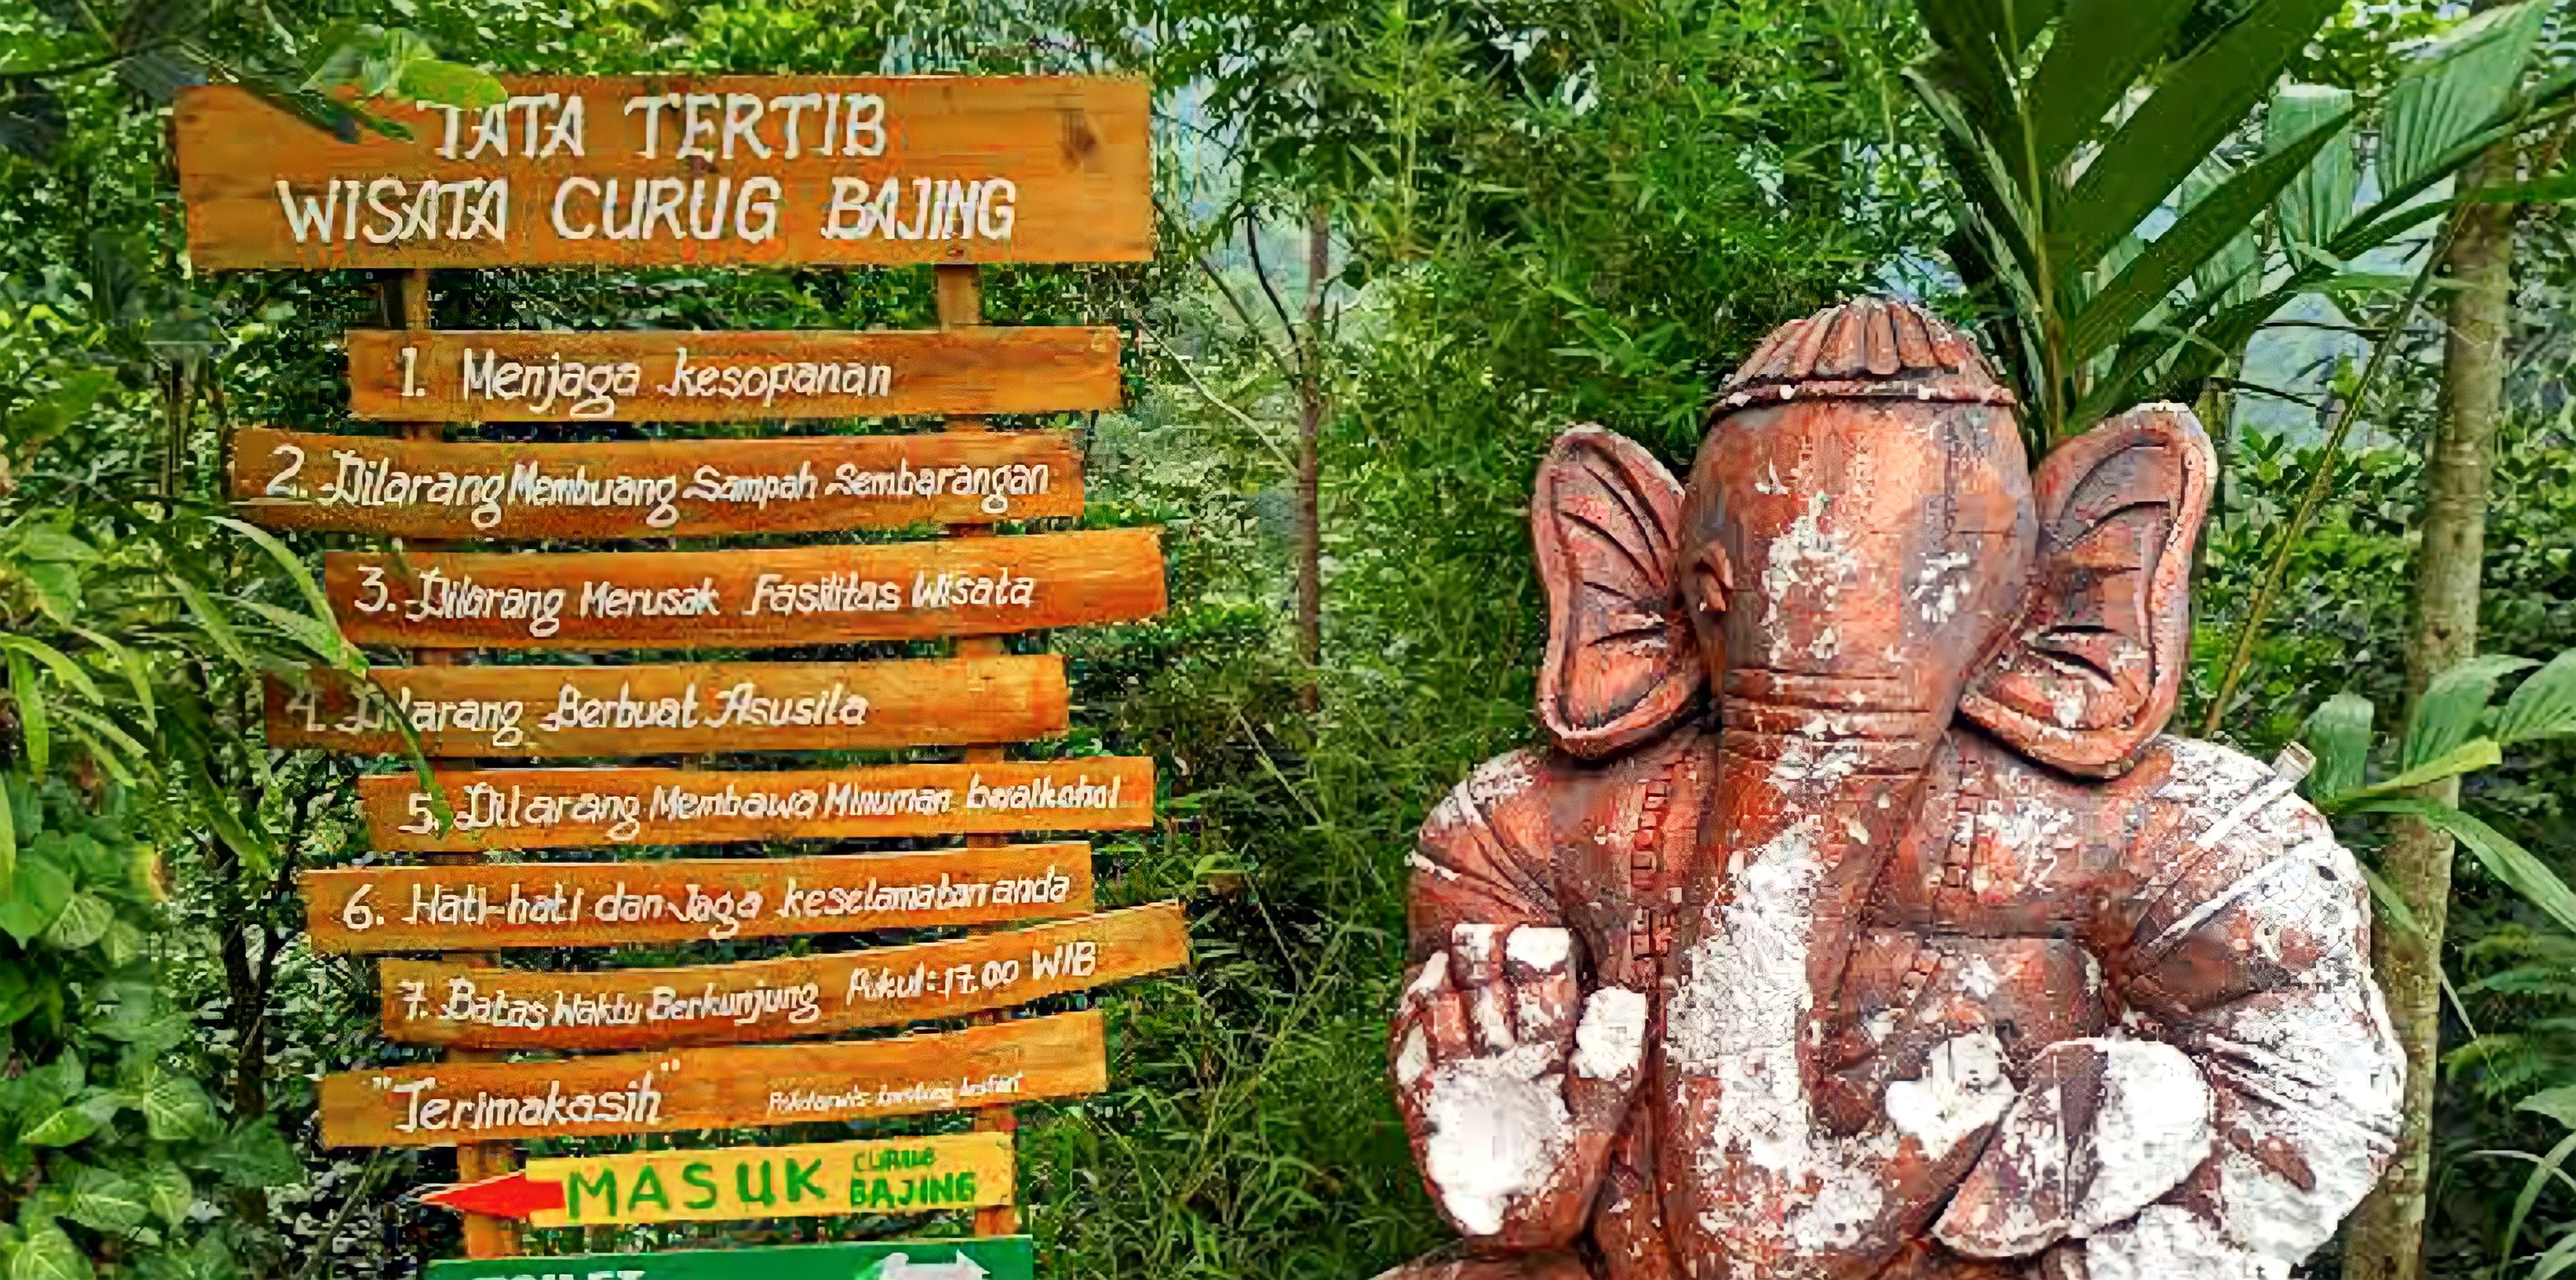 TATA TERTIB
WISATA CURUG BAJING
1. Menjaga kesopanan
2. Dilarang Membuang Sampah Sembarangan
3. Dilarang Merusak Fasilitas Wisata
4. Dilarang Berbuat Asusila
5. Dilarang Membawa Minuman beralkohol
6. Hati-hati dan Jaga keselamatan anda
7. Batas Waktu Berkunjung Pukul: 17.00 WIB
"Terimakasih"
MASUK
CURUG
BAJING
TOILET